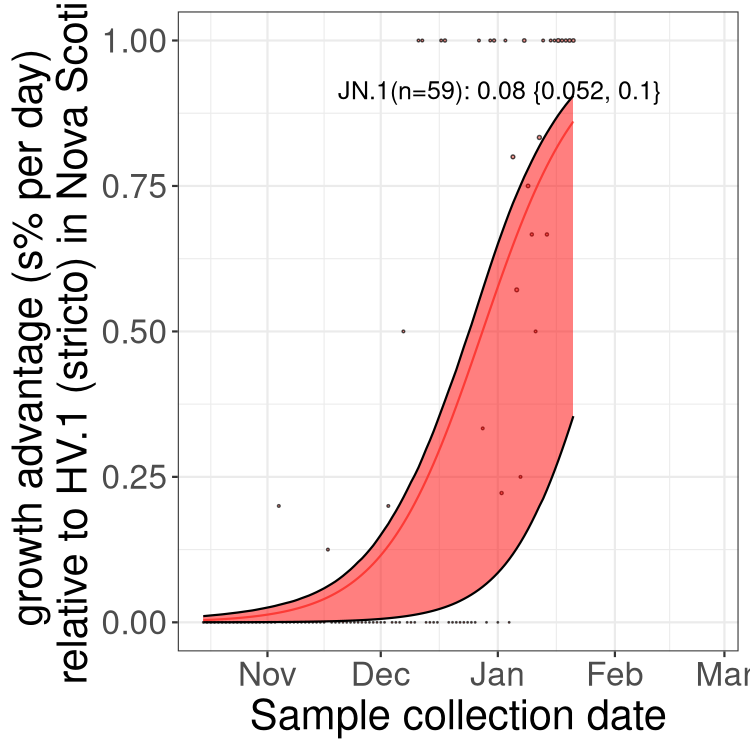 growth advantage (s% per day)
relative to HV.1 (stricto) in Nova Scoti
1.00
0.75
0.50
0.25
0.00
JN.1(n=59): 0.08 {0.052, 0.1}
Nov Dec Jan Feb Mar
Sample collection date